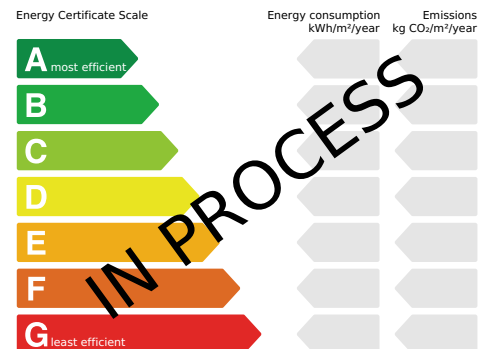 Energy Certificate Scale
Energy consumption
kWh/m²/year
Emissions
kg CO₂/m²/year
A most efficient
B
C
D
E
F
G least efficient
IN PROCESS